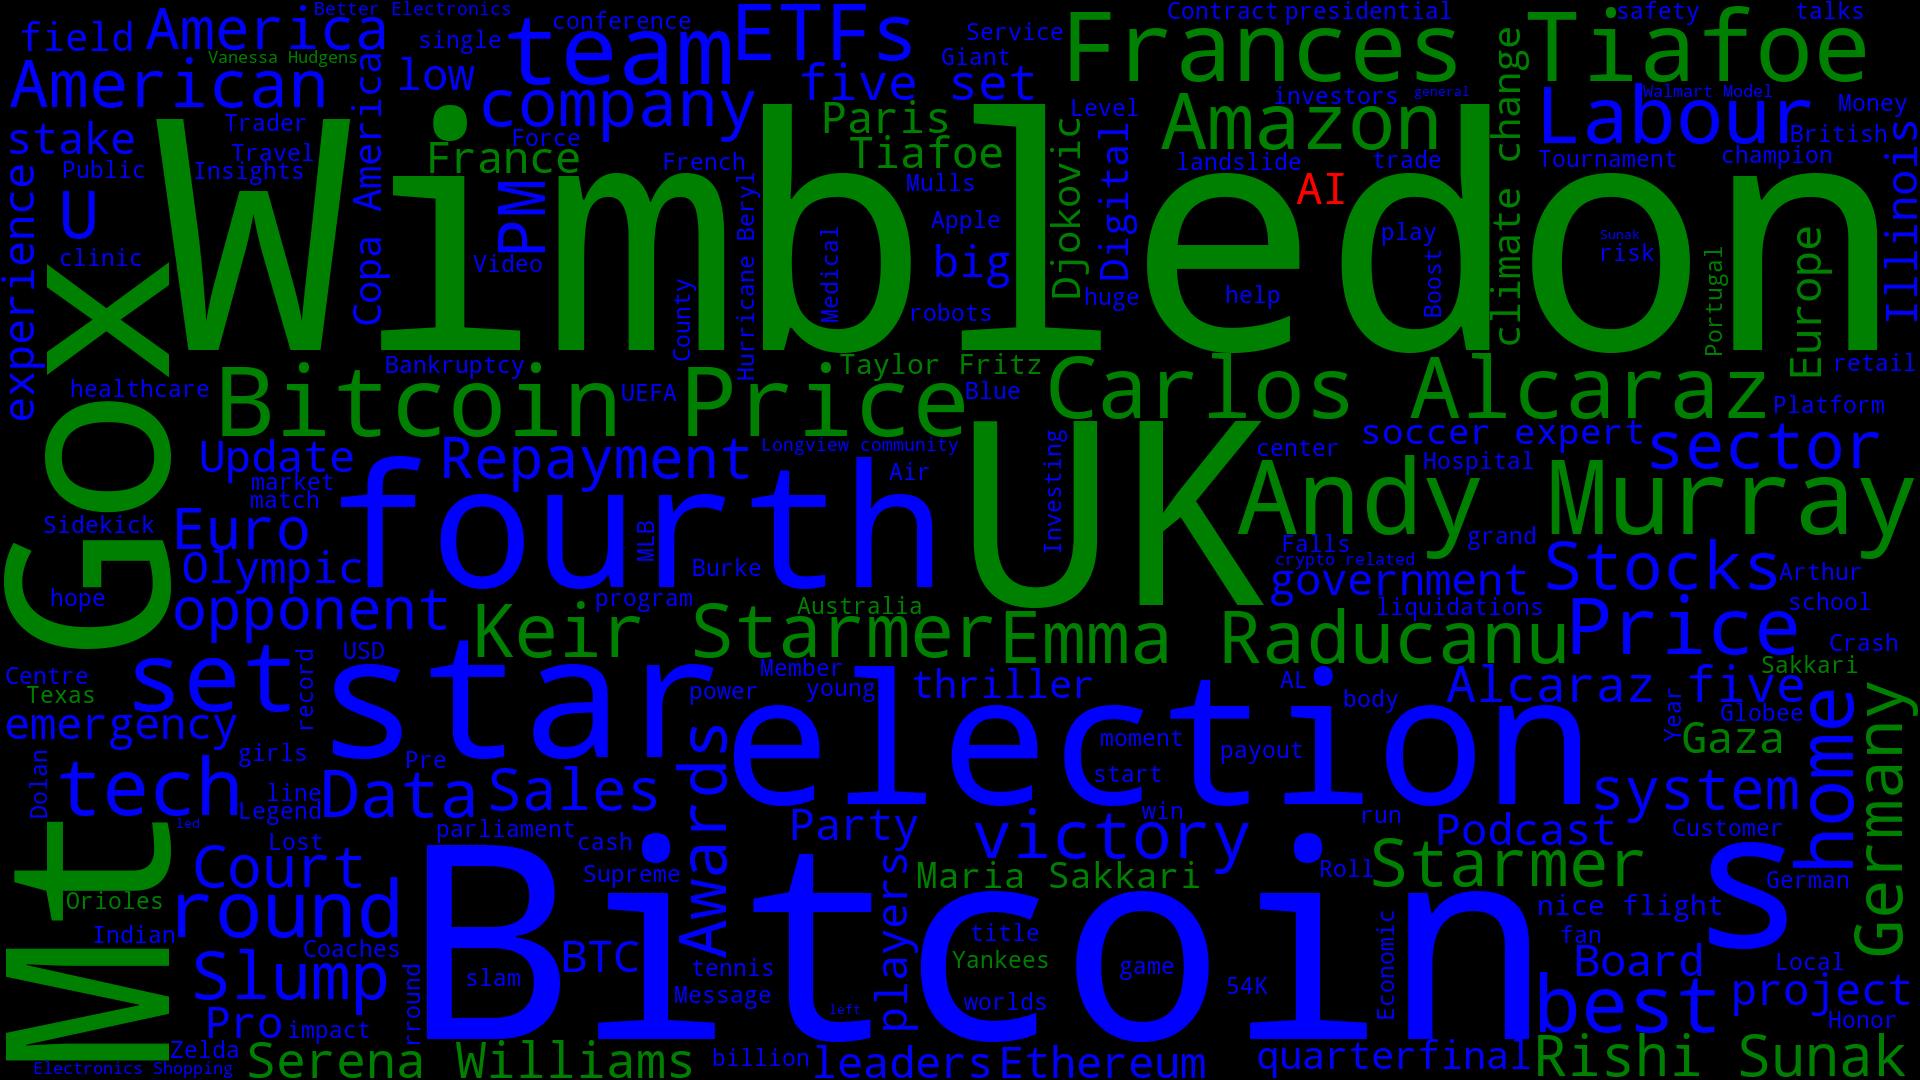 Better Electronics
conference
ETFs
Contract
presidential
safety
talks
field
America
single
team
Service
Frances
Tiafoe
Vanessa Hudgens
Giant
American
low
company
five set
investors
general
Walmart Model
Money
Labour
Level
Amazon
British
Trader
Force
Paris
stake
Travel
France
French
Tiafoe
landslide
trade
Tournament
champion
Public
Insights
Copa America
PM
Mulls
Djokovic
Digital
AI
climate change
Illinois
experience
U
Wimbledon
Apple
play
Sunak
clinic
Video
Hurricane Beryl
Medical
big
risk
Europe
County
robots
huge
help
Boost
Portugal
Mt Gox
Bankruptcy
Taylor Fritz
retail
healthcare
Bitcoin Price
UEFA
Blue
Carlos Alcaraz
Platform
Update
Repayment
Longview community
center
soccer expert
sector
market
Air
Investing
Hospital
match
Sidekick
Euro
fourth
MLB
UK
Andy Murray
Falls
grand
Olympic
Burke
crypto related
Stocks
Arthur
hope
program
government
opponent
Australia
liquidations
school
Keir Starmer
Emma Raducanu
Price
Crash
Centre
set
record
USD
Member
Sakkari
Texas
star
power
young
thriller
AL
body
Alcaraz five
emergency
election
Year
Globee
girls
Pre
moment
payout
Gaza
home
Germany
Dolan
tech
line
Data
Sales
Awards
start
system
Legend
led
parliament
Party
win
run
Podcast
Customer
Lost
cash
victory
Court
Supreme
players
Maria Sakkari
Roll
Starmer
s
German
Orioles
round
Bitcoin
nice flight
Indian
Coaches
BTC
title
Economic
fan
Slump
slam
tennis
Yankees
game
Board
Local
rround
Message
worlds
54K
best
project
Pro
impact
left
Honor
Zelda
Serena Williams
billion
leaders
Ethereum
quarterfinal
Rishi Sunak
Electronics Shopping